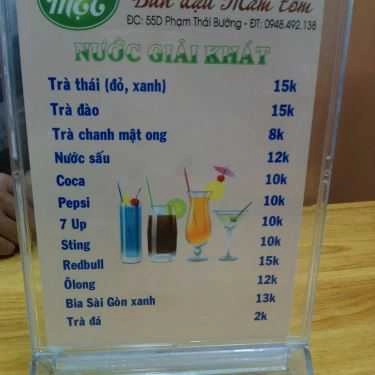 Mộc
Bún đậu Mắm tôm
ĐC: 55D Phạm Thái Bường - ĐT: 0948.492.138
NƯỚC GIẢI KHÁT
Trà thái (đỏ, xanh) 15k
Trà đào 15k
Trà chanh mật ong 8k
Nước sấu 12k
Coca 10k
Pepsi 10k
7 Up 10k
Sting 10k
Redbull 15k
Ôlong 12k
Bia Sài Gòn xanh 13k
Trà đá 2k